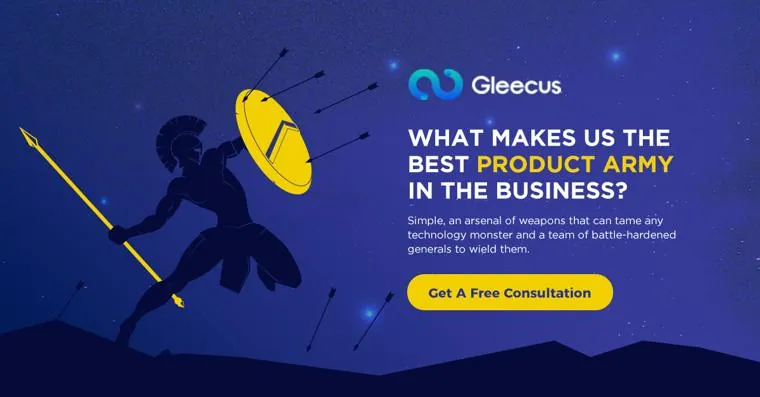 Gleecus
WHAT MAKES US THE
BEST PRODUCT ARMY
IN THE BUSINESS?
Simple, an arsenal of weapons that can tame any
technology monster and a team of battle-hardened
generals to wield them.
Get A Free Consultation